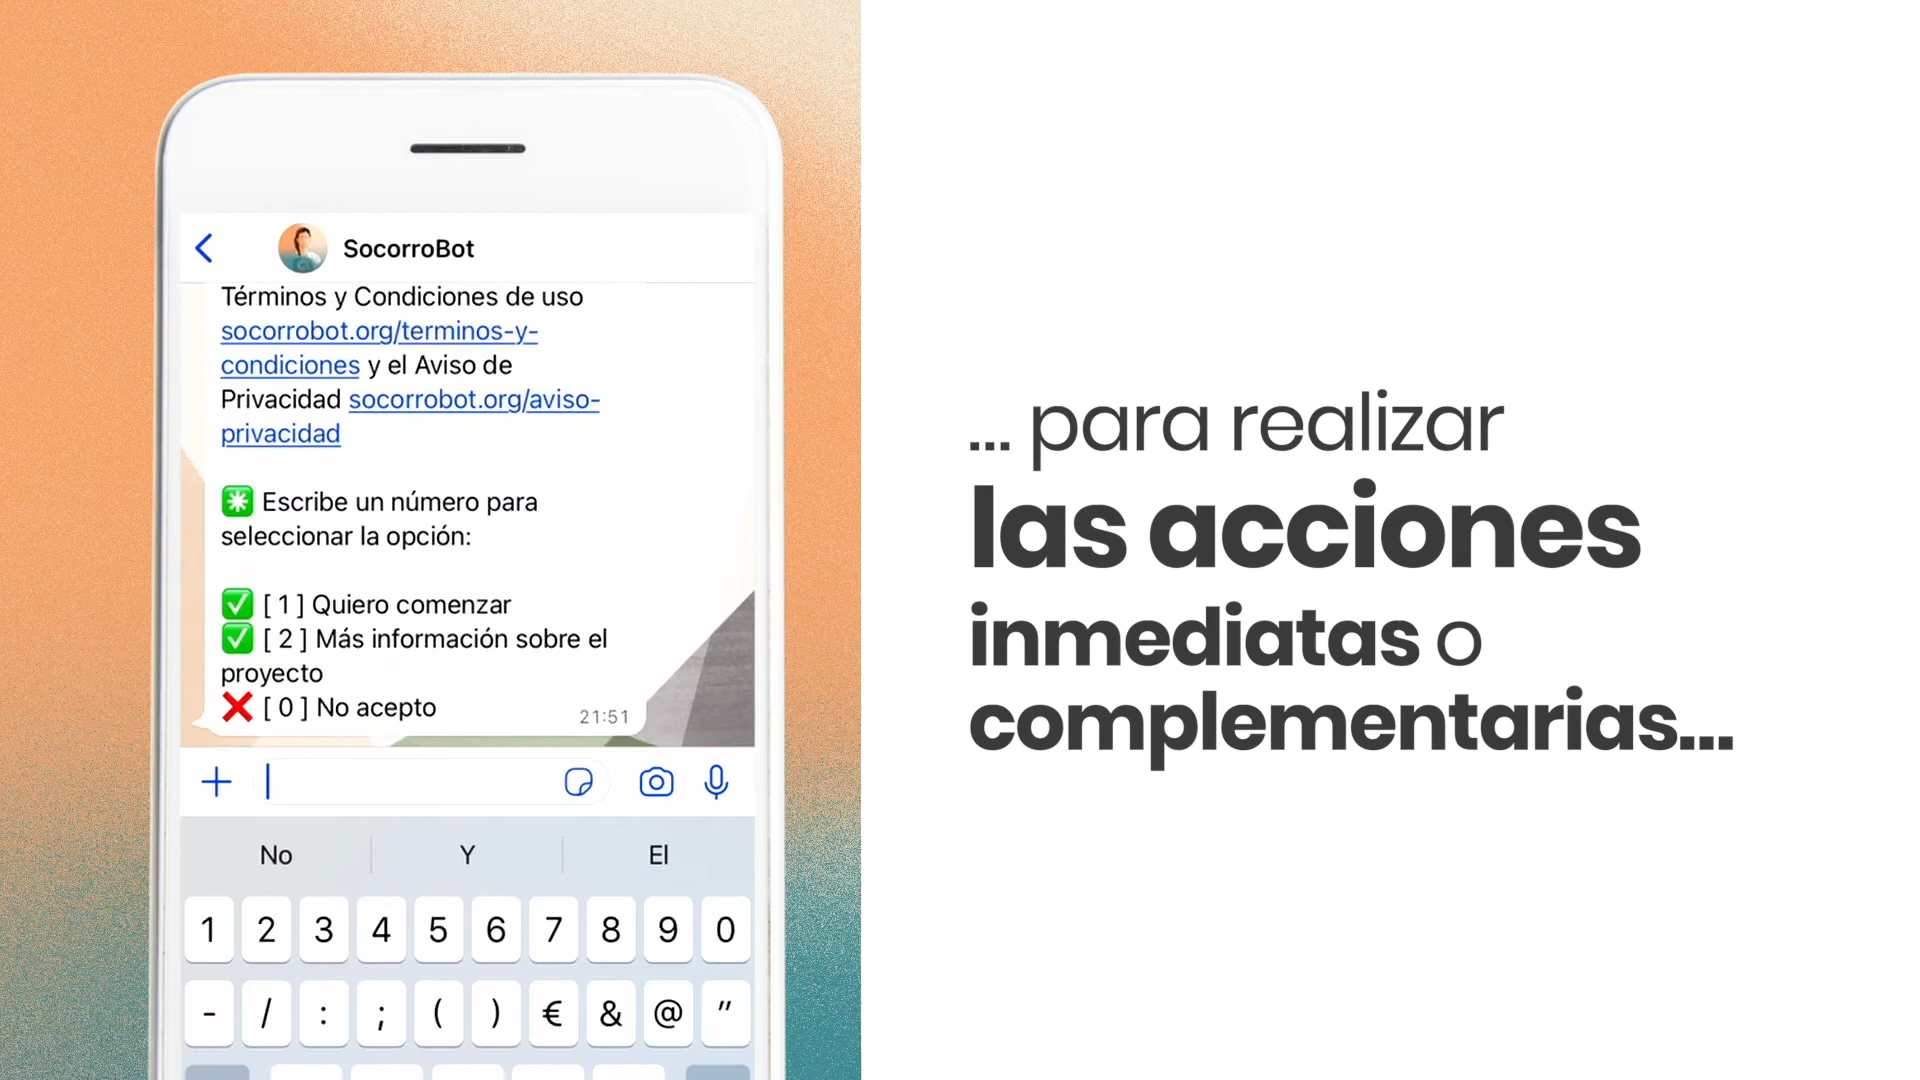 SocorroBot
Términos y Condiciones de uso
socorrobot.org/terminos-y-
condiciones y el Aviso de
Privacidad socorrobot.org/aviso-
privacidad
✳️ Escribe un número para
seleccionar la opción:
✅ [ 1 ] Quiero comenzar
✅ [ 2 ] Más información sobre el
proyecto
❌ [ 0 ] No acepto
21:51
No Y El
1 2 3 4 5 6 7 8 9 0
- / : ; ( ) € & @ "
... para realizar
las acciones
inmediatas o
complementarias...